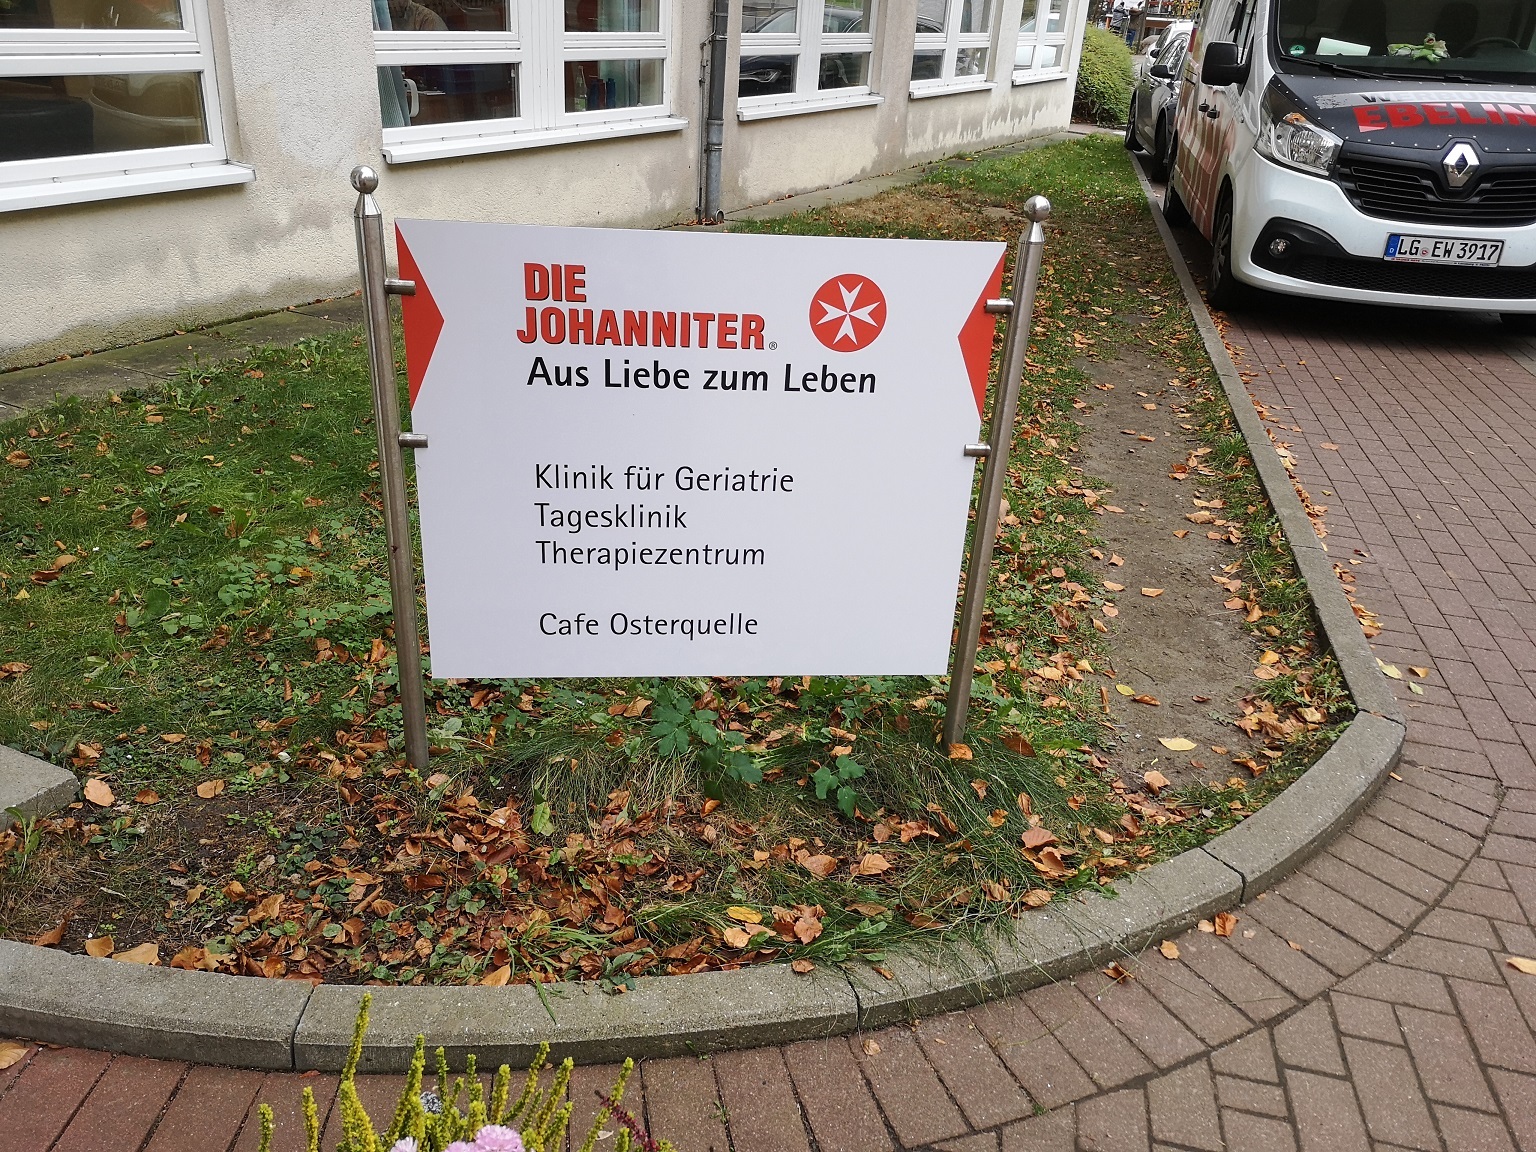 DIE
JOHANNITER®
Aus Liebe zum Leben
Klinik für Geriatrie
Tagesklinik
Therapiezentrum
Cafe Osterquelle
LG EW 3917